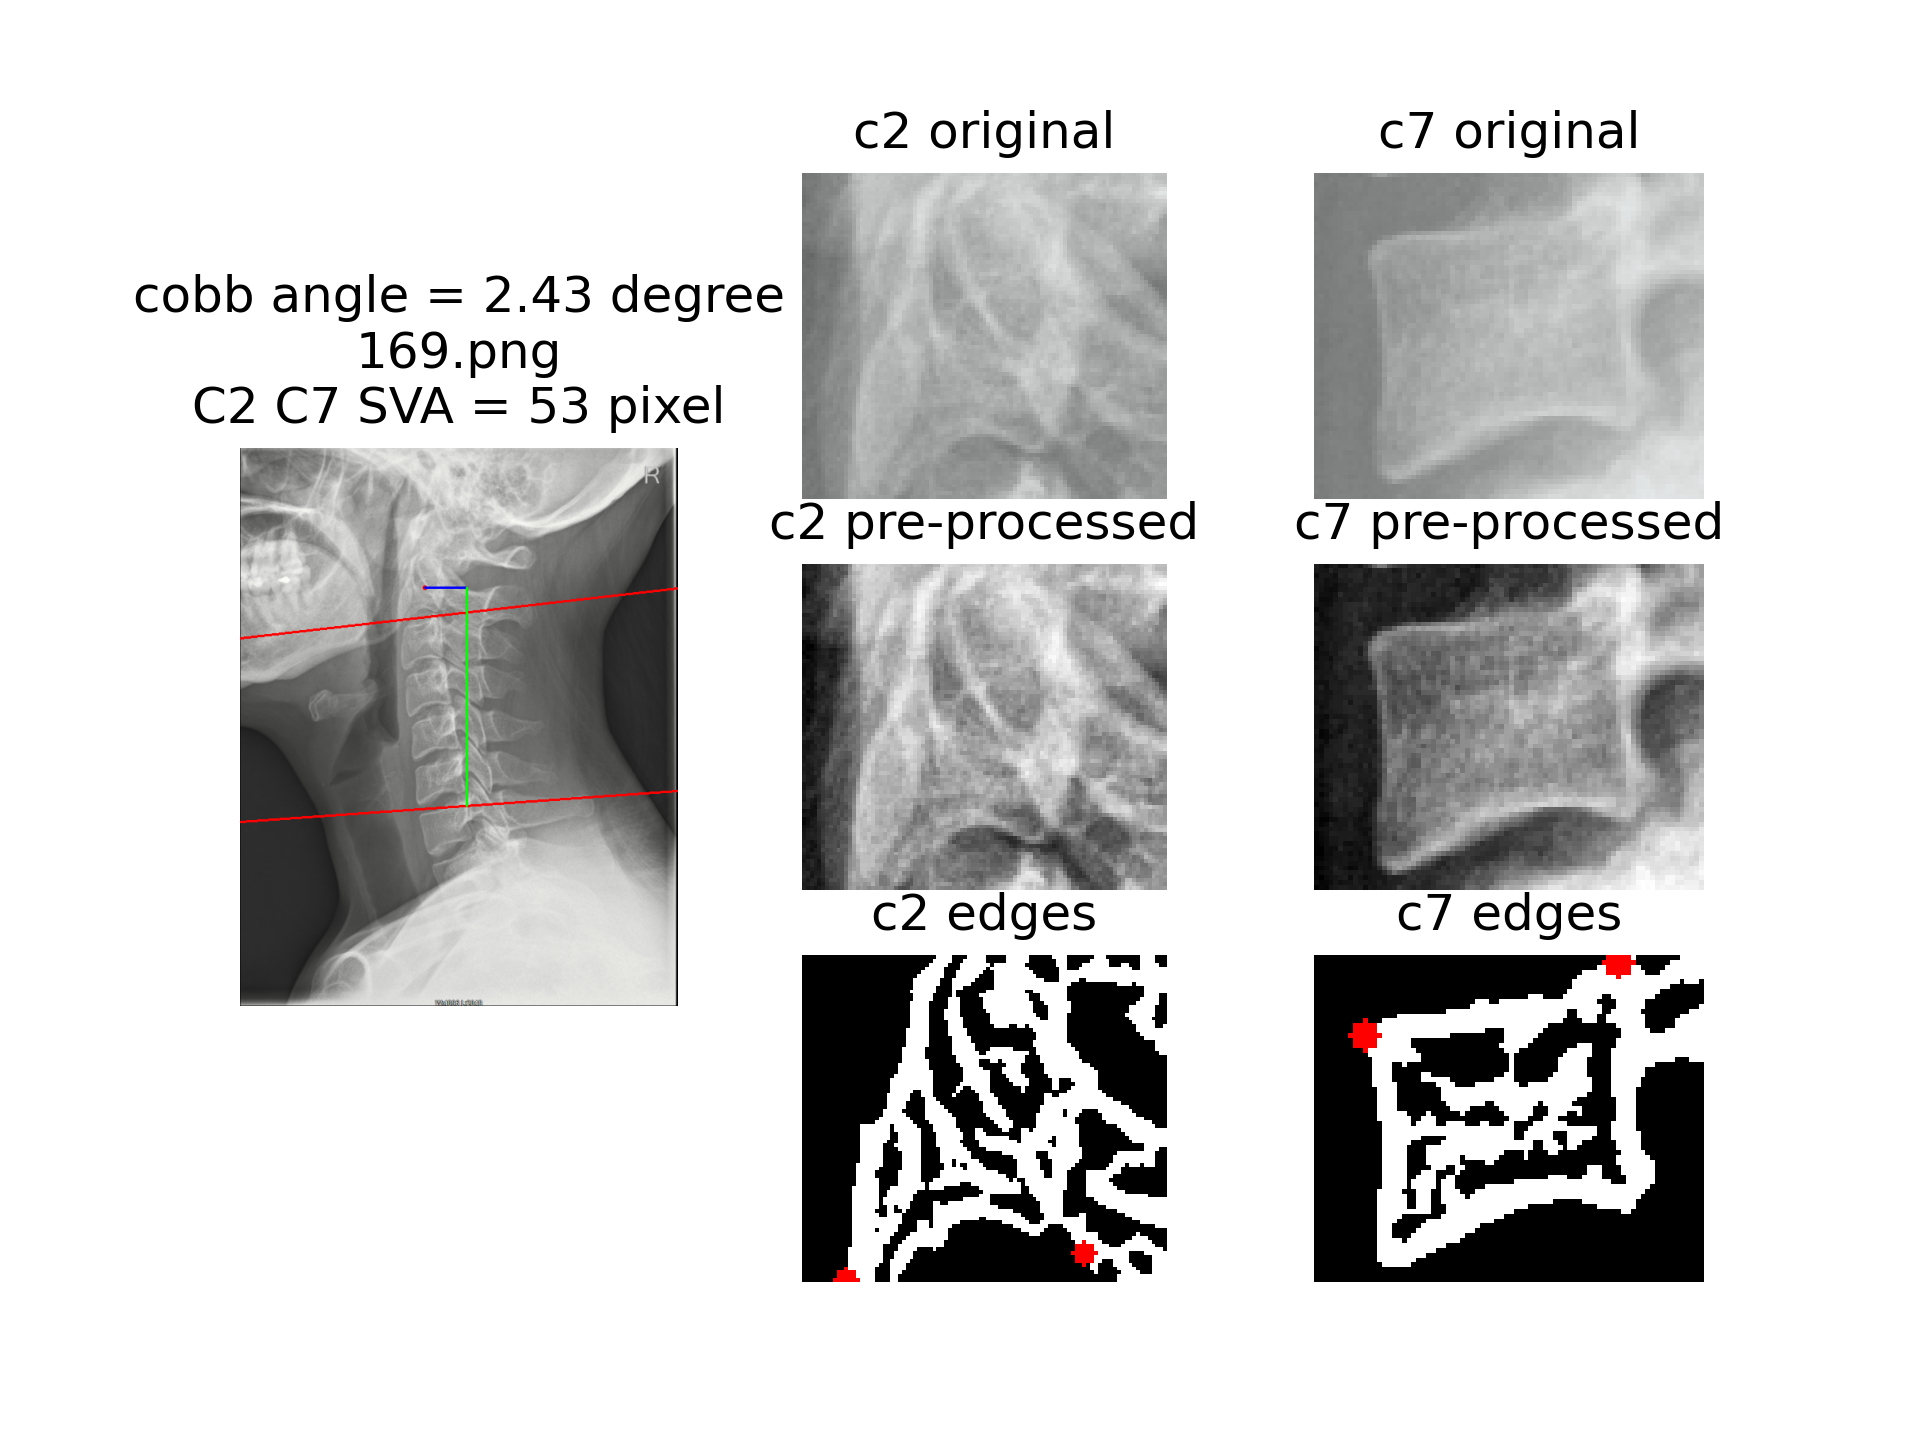 cobb angle = 2.43 degree
169.png
C2 C7 SVA = 53 pixel
R
c2 original
c7 original
c2 pre-processed
c7 pre-processed
c2 edges
c7 edges